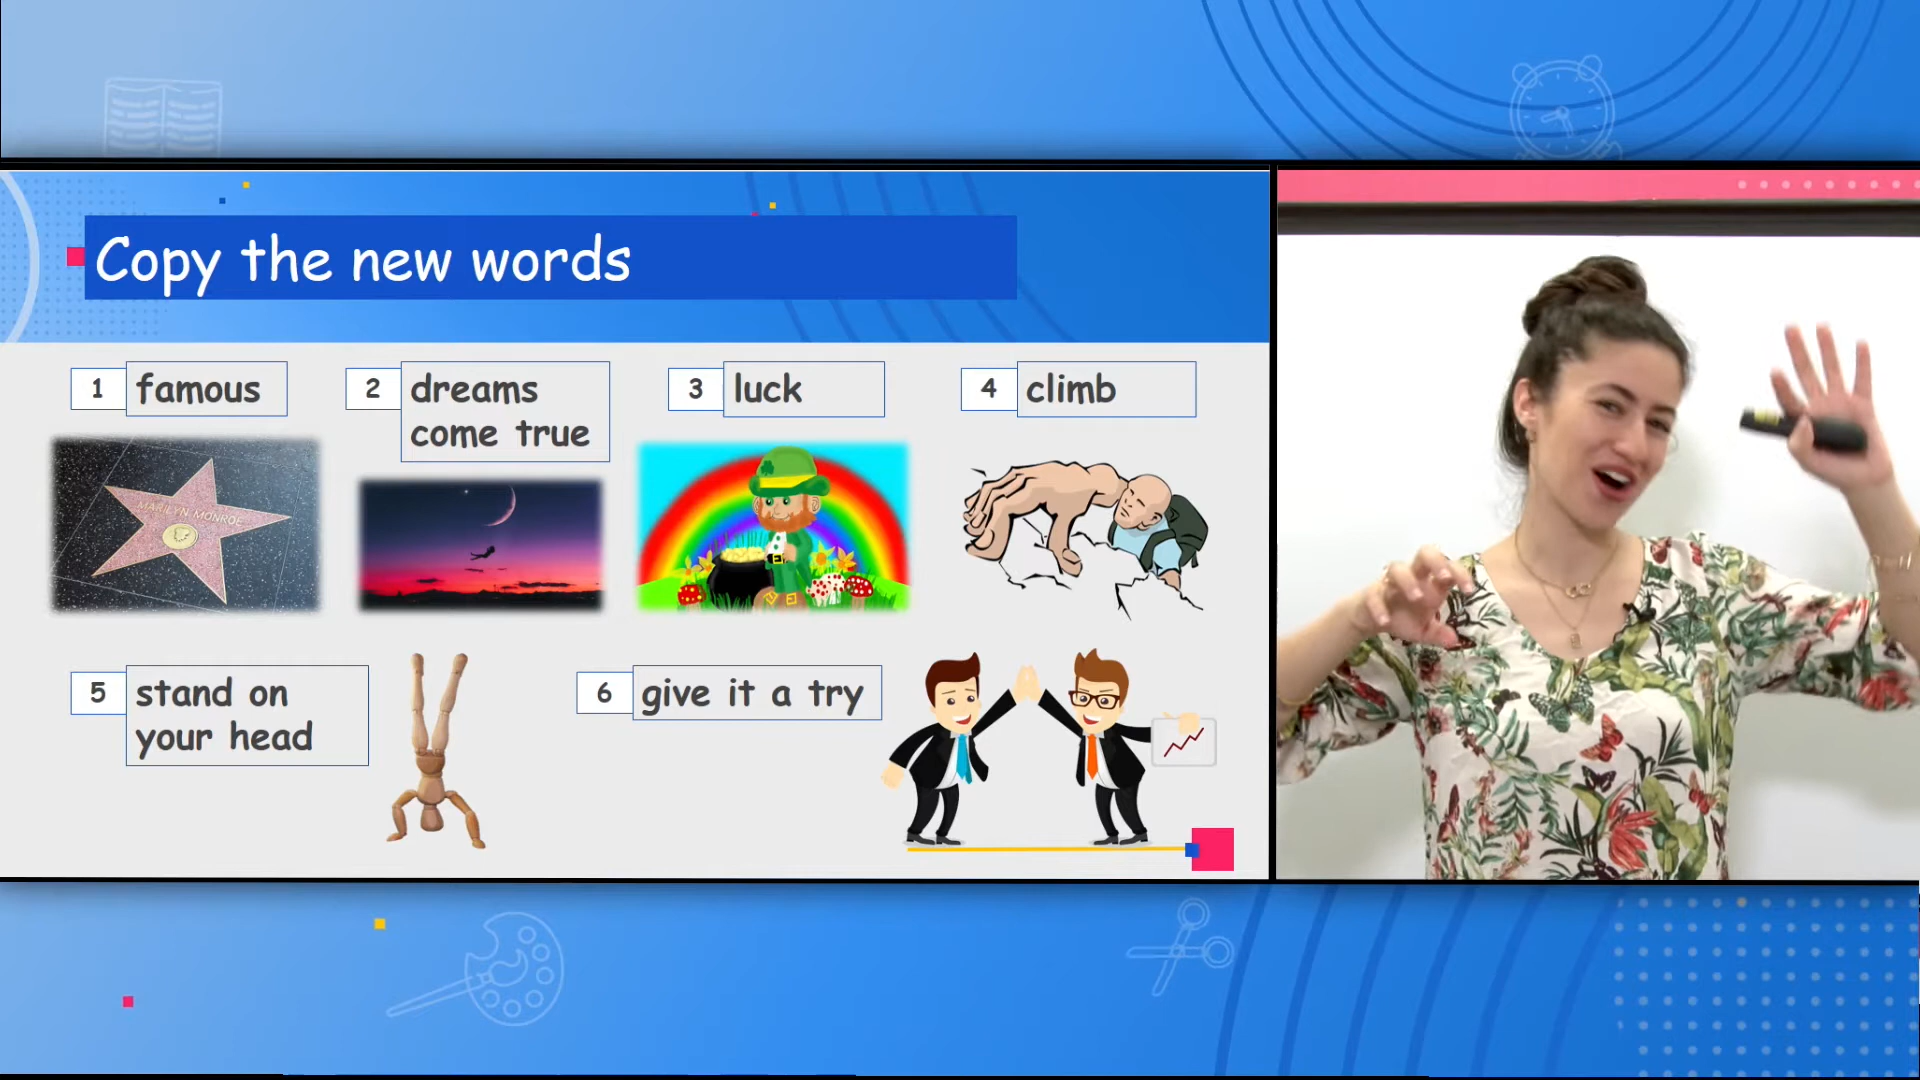 Copy the new words
1 famous
2 dreams
come true
3 luck
4 climb
MARILYN MONROE
5 stand on
your head
6 give it a try